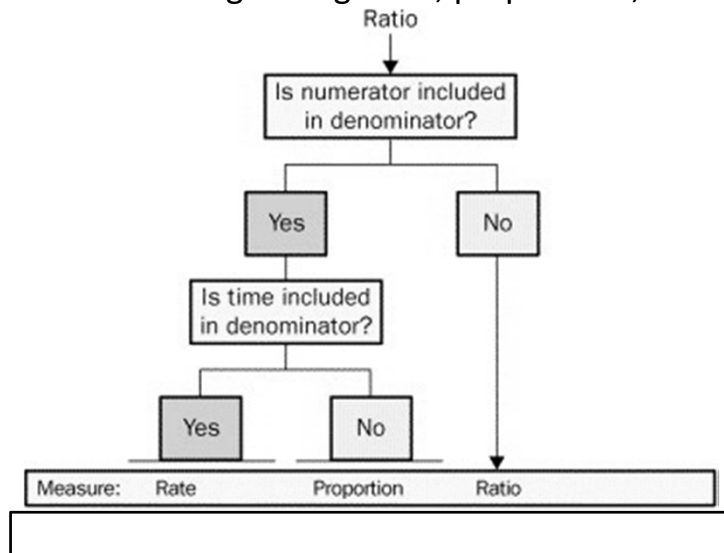 Ratio
Is numerator included
in denominator?
Yes
No
Is time included
in denominator?
Yes
No
Measure: Rate Proportion Ratio